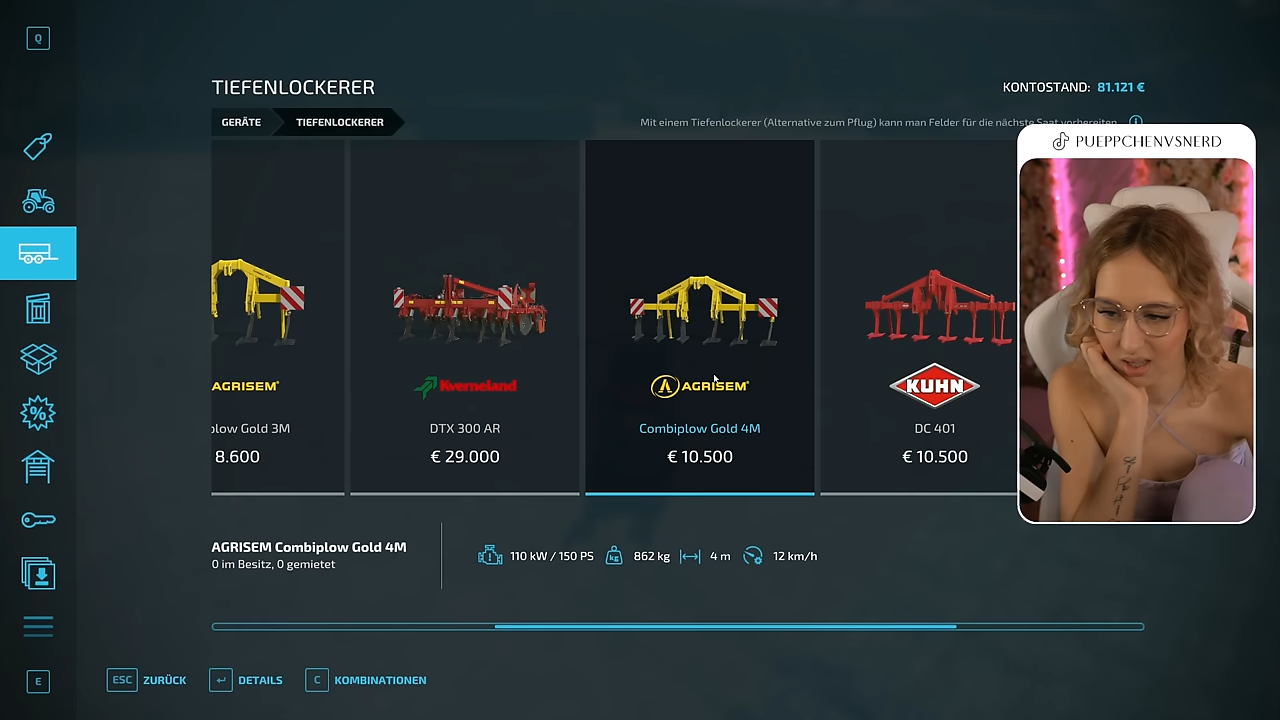 Q
TIEFENLOCKERER
KONTOSTAND: 81.121 €
GERÄTE TIEFENLOCKERER
Mit einem Tiefenlockerer (Alternative zum Pflug) kann man Felder für die nächste Saat vorbereiten.
PUEPPCHENVSNERD
AGRISEM Kverneland AGRISEM KUHN
plow Gold 3M DTX 300 AR Combiplow Gold 4M DC 401
8.600 € 29.000 € 10.500 € 10.500
AGRISEM Combiplow Gold 4M
0 im Besitz, 0 gemietet
110 kW / 150 PS kg 862 kg 4 m 12 km/h
E ESC ZURÜCK DETAILS C KOMBINATIONEN